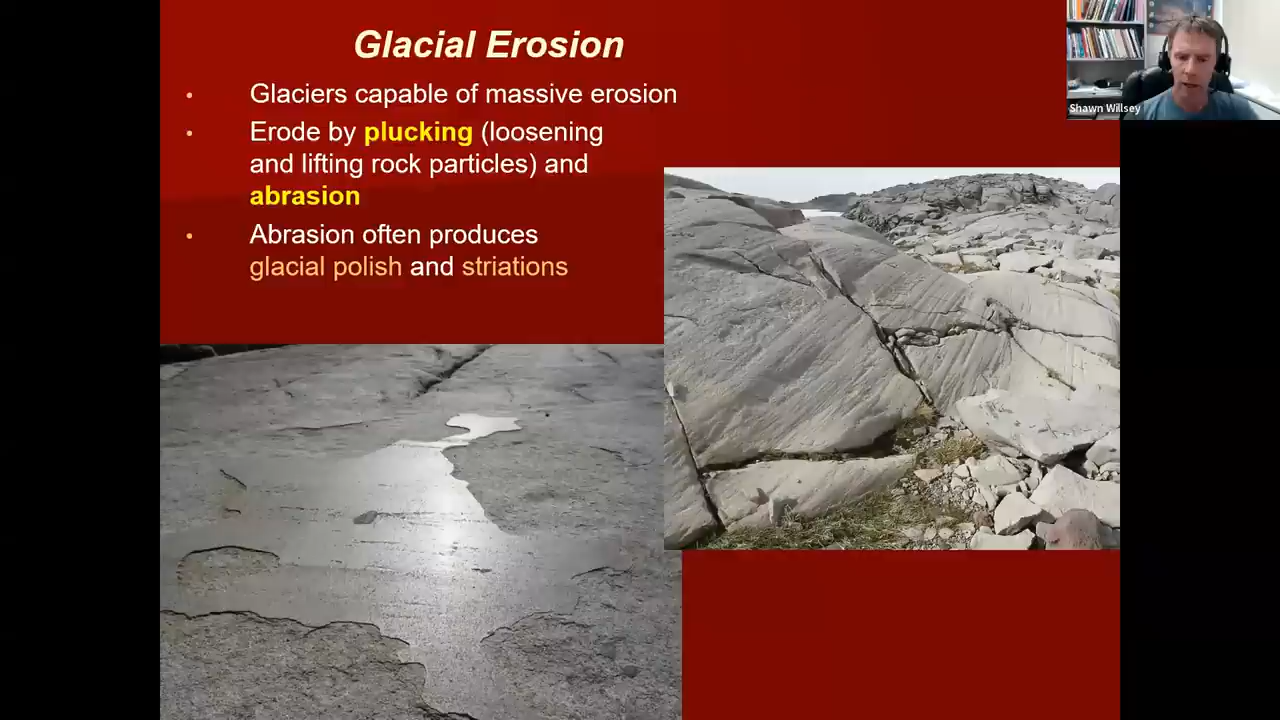 Glacial Erosion
• Glaciers capable of massive erosion
• Erode by plucking (loosening
and lifting rock particles) and
abrasion
• Abrasion often produces
glacial polish and striations
Shawn Willsey